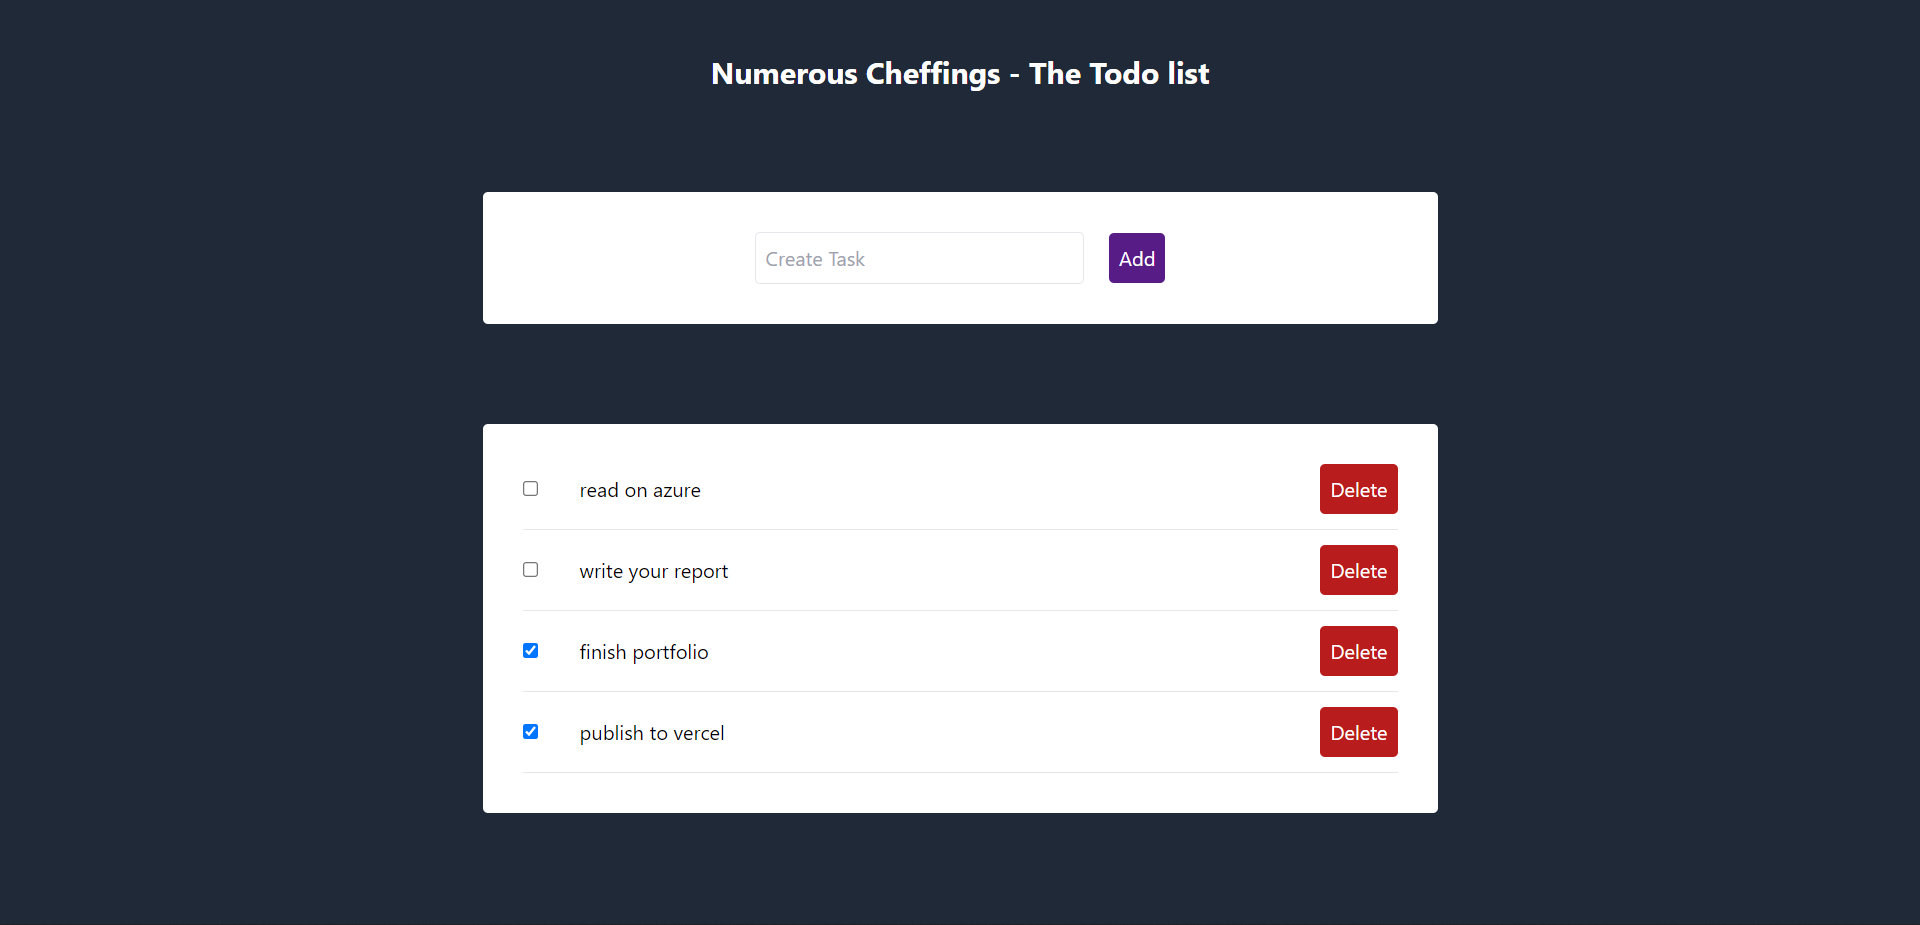 Numerous Cheffings - The Todo list
Create Task
Add
read on azure
Delete
write your report
Delete
finish portfolio
Delete
publish to vercel
Delete